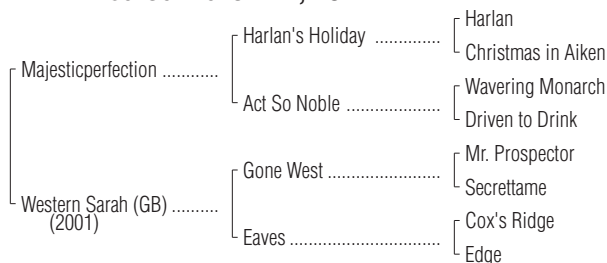 Harlan
Harlan's Holiday ..............
Christmas in Aiken
Majesticperfection ...........
Wavering Monarch
Act So Noble .....................
Driven to Drink
Mr. Prospector
Gone West .........................
Secrettame
Western Sarah (GB) .........
(2001)
Cox's Ridge
Eaves .................................
Edge